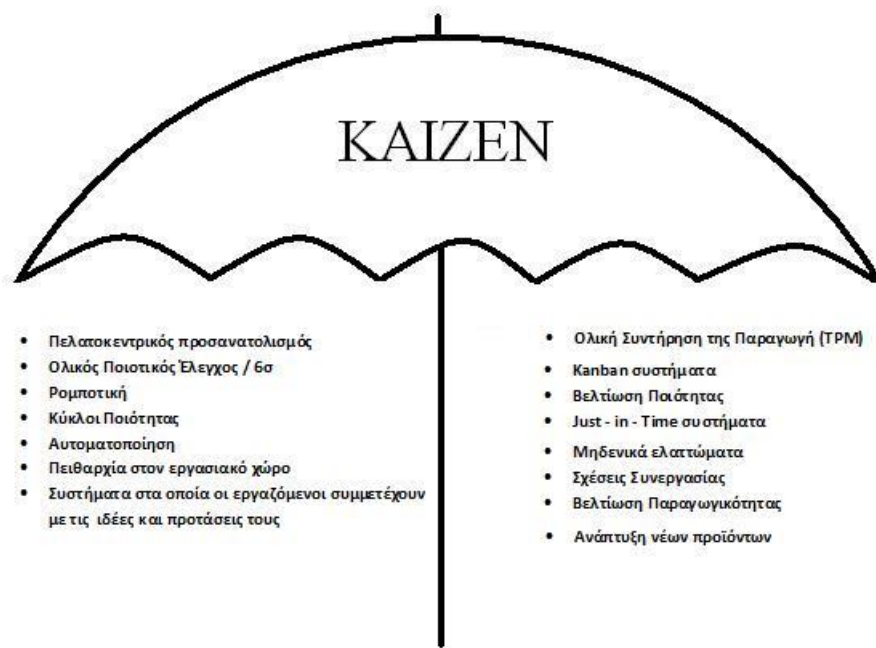 KAIZEN
• Πελατοκεντρικός προσανατολισμός
• Ολικός Ποιοτικός Έλεγχος / 6σ
• Ρομποτική
• Κύκλοι Ποιότητας
• Αυτοματοποίηση
• Πειθαρχία στον εργασιακό χώρο
• Συστήματα στα οποία οι εργαζόμενοι συμμετέχουν
με τις ιδέες και προτάσεις τους
• Ολική Συντήρηση της Παραγωγή (TPM)
• Kanban συστήματα
• Βελτίωση Ποιότητας
• Just - in - Time συστήματα
• Μηδενικά ελαττώματα
• Σχέσεις Συνεργασίας
• Βελτίωση Παραγωγικότητας
• Ανάπτυξη νέων προϊόντων